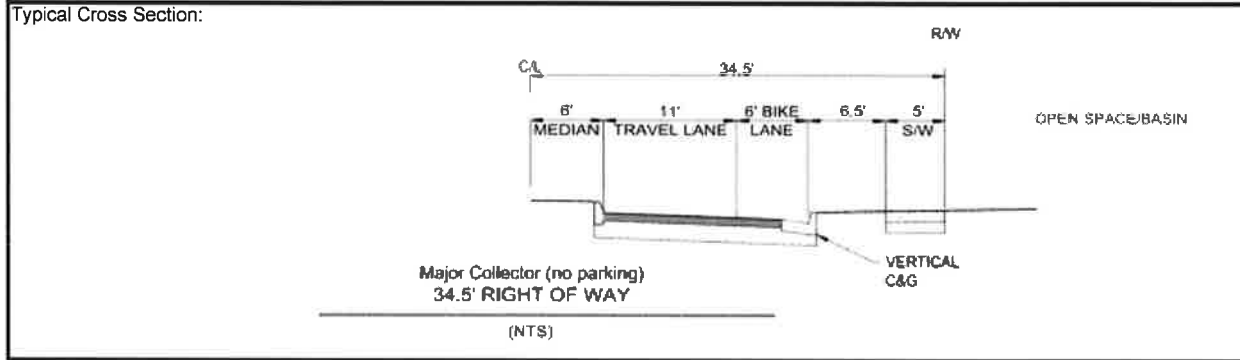 Typical Cross Section:
R/W
C/L
34.5'
6' 11' 6' BIKE 6.5' 5'
MEDIAN TRAVEL LANE LANE S/W
OPEN SPACE/BASIN
VERTICAL
C&G
Major Collector (no parking)
34.5' RIGHT OF WAY
(NTS)